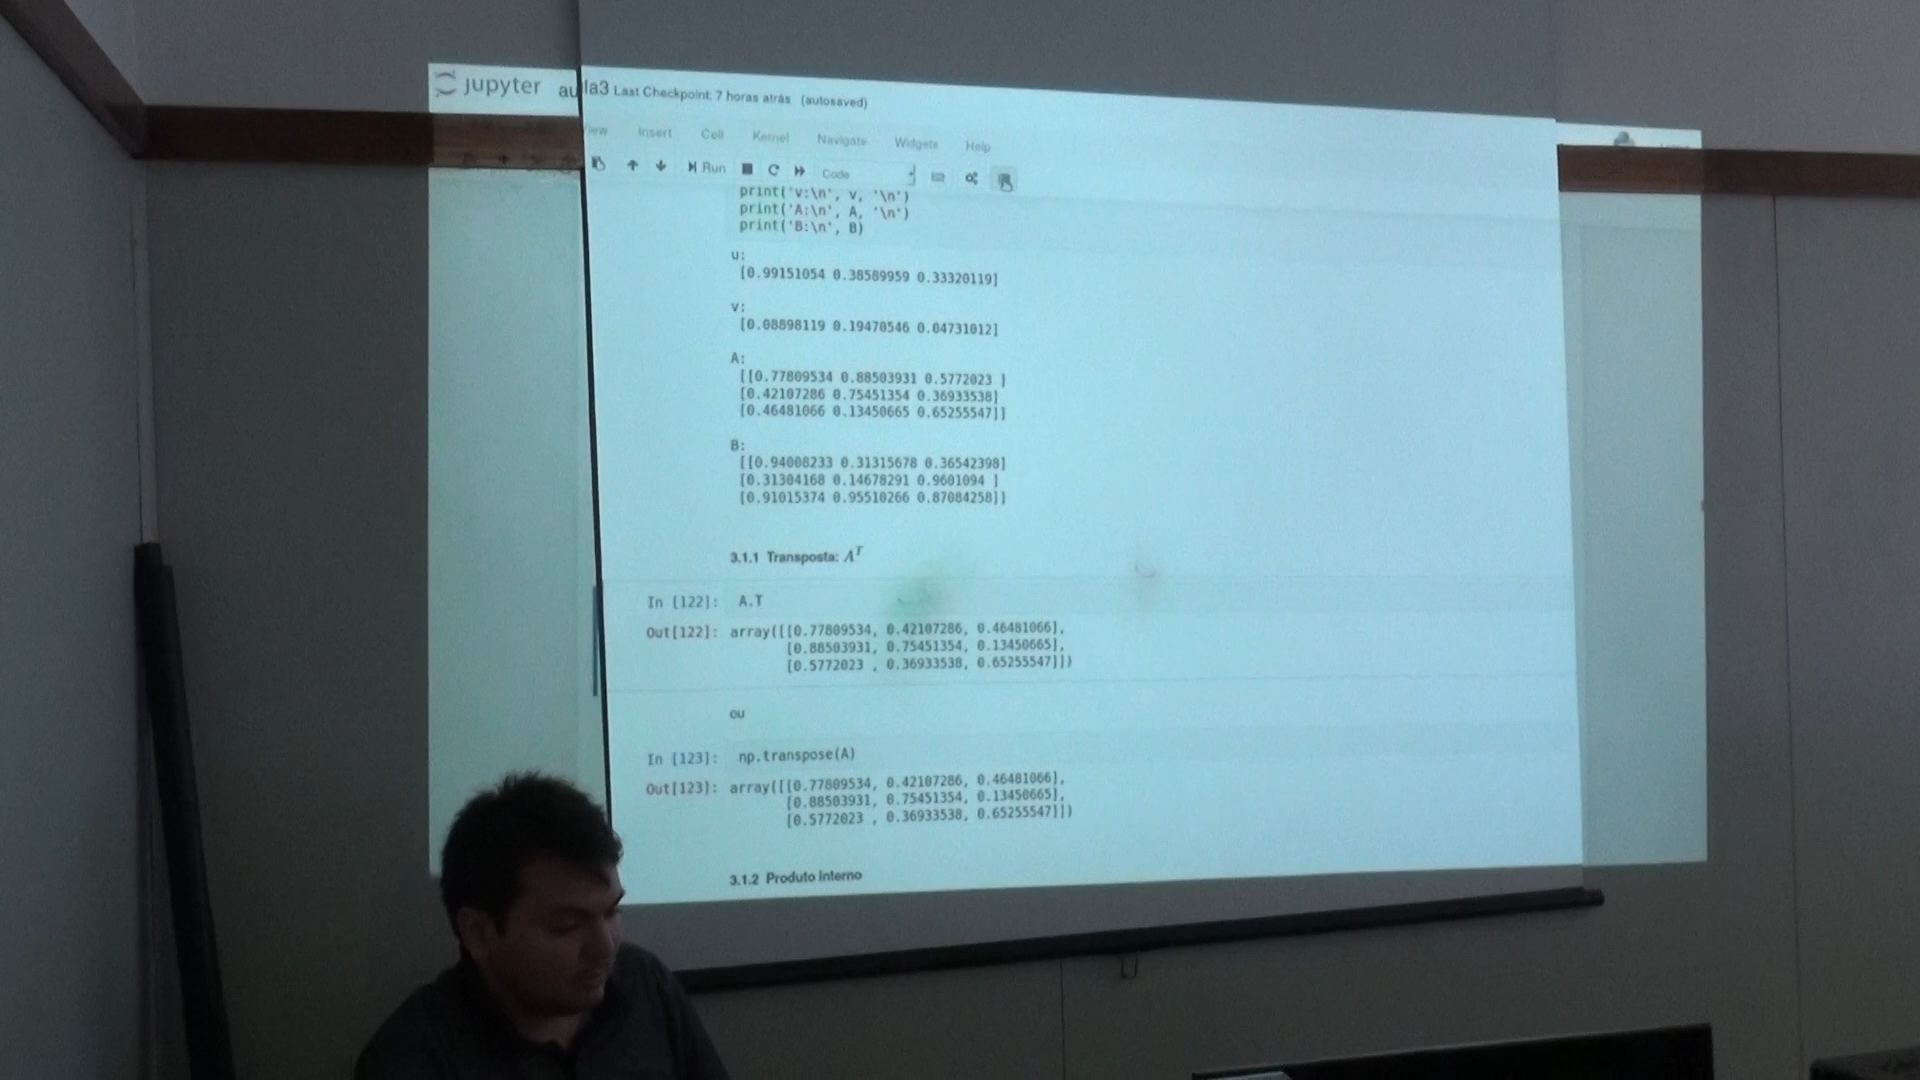 jupyter aula3 Last Checkpoint: 7 horas atrás (autosaved)
View Insert Cell Kernel Navigate Widgets Help
Run Code
print('v:\n', v, '\n')
print('A:\n', A, '\n')
print('B:\n', B)
u:
[0.99151054 0.38589959 0.33320119]
v:
[0.08898119 0.19470546 0.04731012]
A:
[[0.77809534 0.88503931 0.5772023 ]
[0.42107286 0.75451354 0.36933538]
[0.46481066 0.13450665 0.65255547]]
B:
[[0.94008233 0.31315678 0.36542398]
[0.31304168 0.14678291 0.9601094 ]
[0.91015374 0.95510266 0.87084258]]
3.1.1 Transposta: Aᵀ
In [122]: A.T
Out[122]: array([[0.77809534, 0.42107286, 0.46481066],
[0.88503931, 0.75451354, 0.13450665],
[0.5772023 , 0.36933538, 0.65255547]])
ou
In [123]: np.transpose(A)
Out[123]: array([[0.77809534, 0.42107286, 0.46481066],
[0.88503931, 0.75451354, 0.13450665],
[0.5772023 , 0.36933538, 0.65255547]])
3.1.2 Produto interno